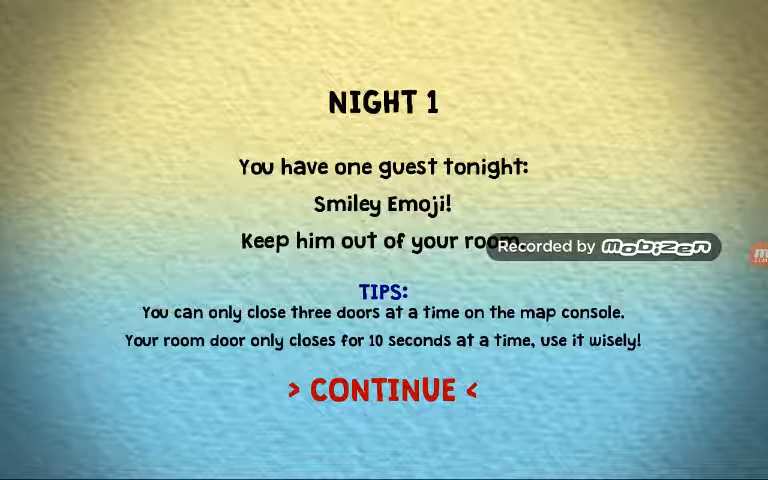 NIGHT 1
You have one guest tonight:
Smiley Emoji!
Keep him out of your room
Recorded by mobizen
TIPS:
You can only close three doors at a time on the map console.
Your room door only closes for 10 seconds at a time, use it wisely!
> CONTINUE <